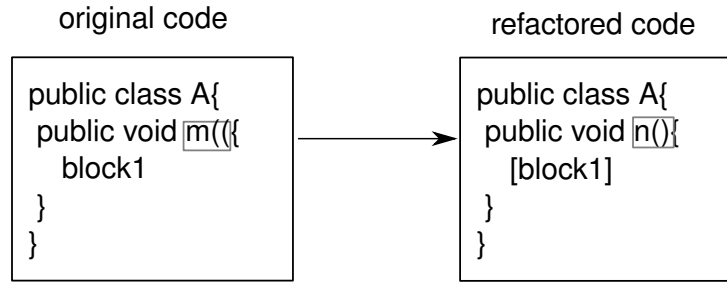 original code
public class A{
public void m(({
block1
}
}
refactored code
public class A{
public void n(){
[block1]
}
}